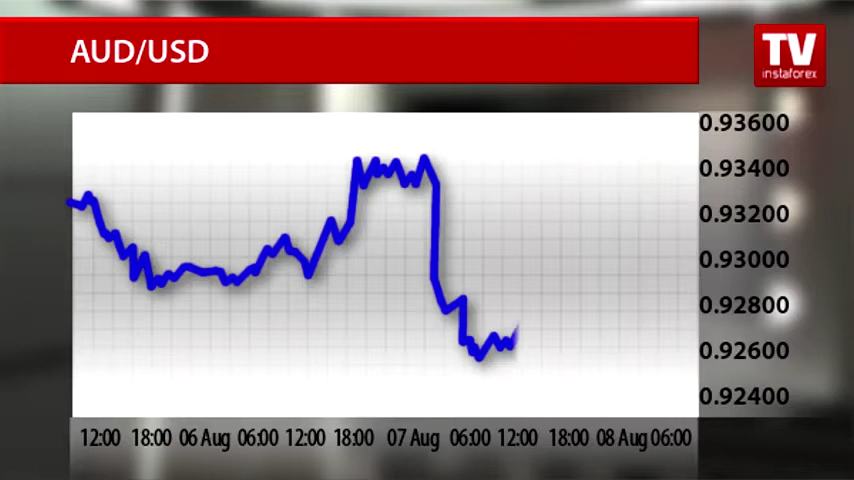 AUD/USD
TV
instaforex
0.93600
0.93400
0.93200
0.93000
0.92800
0.92600
0.92400
12:00 18:00 06 Aug 06:00 12:00 18:00 07 Aug 06:00 12:00 18:00 08 Aug 06:00